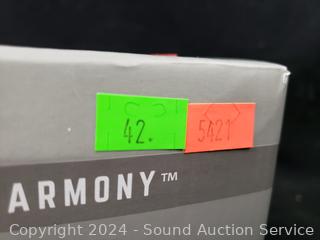 42.
5421
ARMONY™
Copyright 2024 - Sound Auction Service